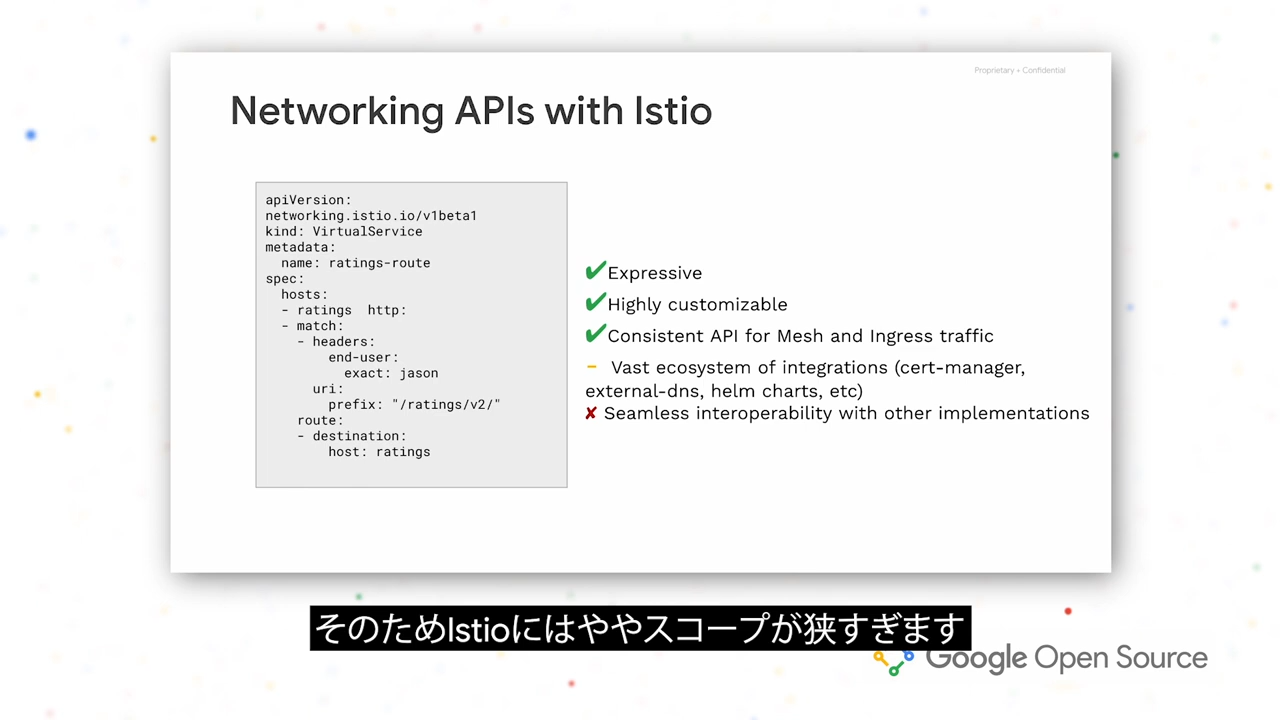 Proprietary + Confidential
Networking APIs with Istio
apiVersion:
networking.istio.io/v1beta1
kind: VirtualService
metadata:
  name: ratings-route
spec:
  hosts:
  - ratings  http:
  - match:
    - headers:
        end-user:
          exact: jason
      uri:
        prefix: "/ratings/v2/"
    route:
    - destination:
        host: ratings
✔Expressive
✔Highly customizable
✔Consistent API for Mesh and Ingress traffic
– Vast ecosystem of integrations (cert-manager,
external-dns, helm charts, etc)
✘ Seamless interoperability with other implementations
そのためIstioにはややスコープが狭すぎます
Google Open Source